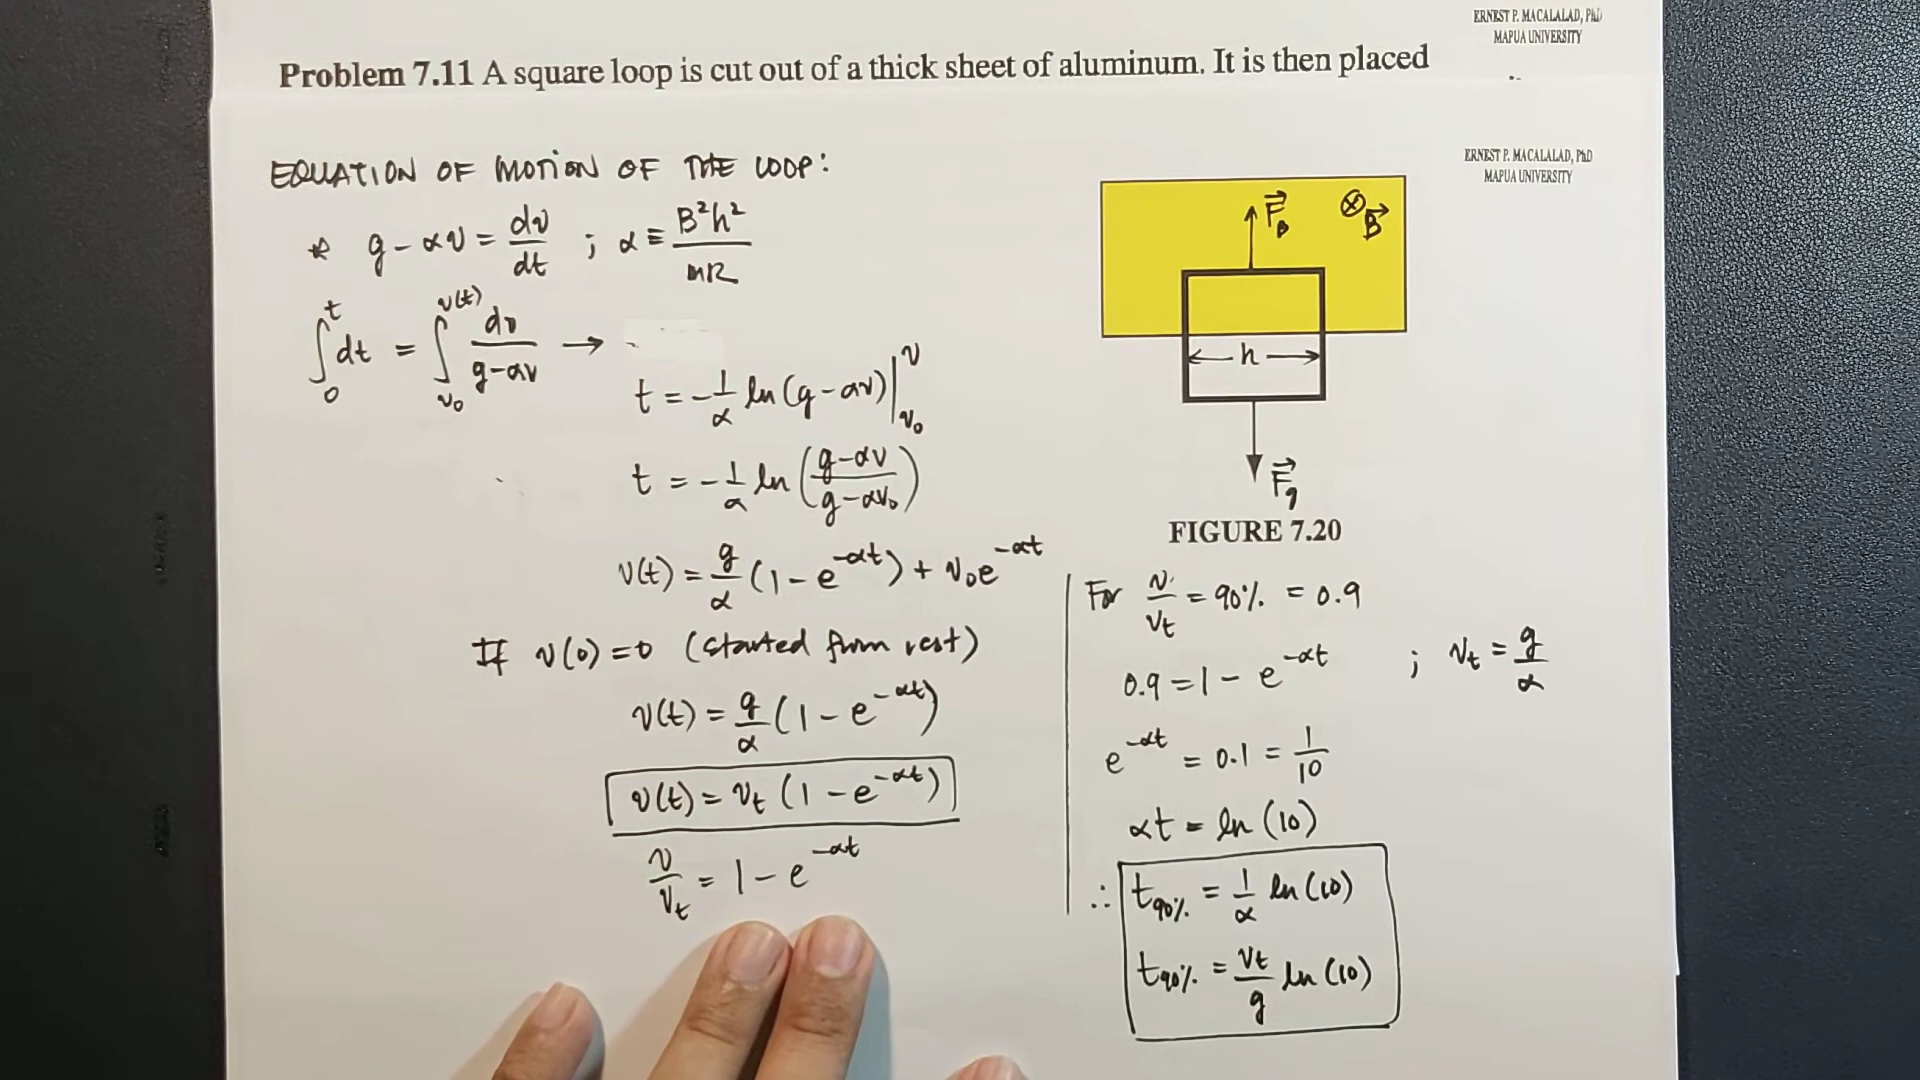 ERNEST P. MACALALAD, PhD
MAPUA UNIVERSITY
Problem 7.11 A square loop is cut out of a thick sheet of aluminum. It is then placed
ERNEST P. MACALALAD, PhD
MAPUA UNIVERSITY
EQUATION OF MOTION OF THE LOOP:
* g - αv = dv/dt ; α ≡ B²h²/mR
∫₀ᵗ dt = ∫_{v₀}^{v(t)} dv/(g-αv) →
t = -1/α ln(g-αv)|_{v₀}^{v}
t = -1/α ln((g-αv)/(g-αv₀))
v(t) = g/α (1-e^{-αt}) + v₀e^{-αt}
If v(0)=0 (started from rest)
v(t) = g/α (1-e^{-αt})
v(t) = v_t (1-e^{-αt})
v/v_t = 1-e^{-αt}
F⃗_B
⊗ B⃗
h
F⃗_g
FIGURE 7.20
For v/v_t = 90% = 0.9
0.9 = 1-e^{-αt} ; v_t = g/α
e^{-αt} = 0.1 = 1/10
αt = ln(10)
∴ t_{90%} = 1/α ln(10)
t_{90%} = v_t/g ln(10)